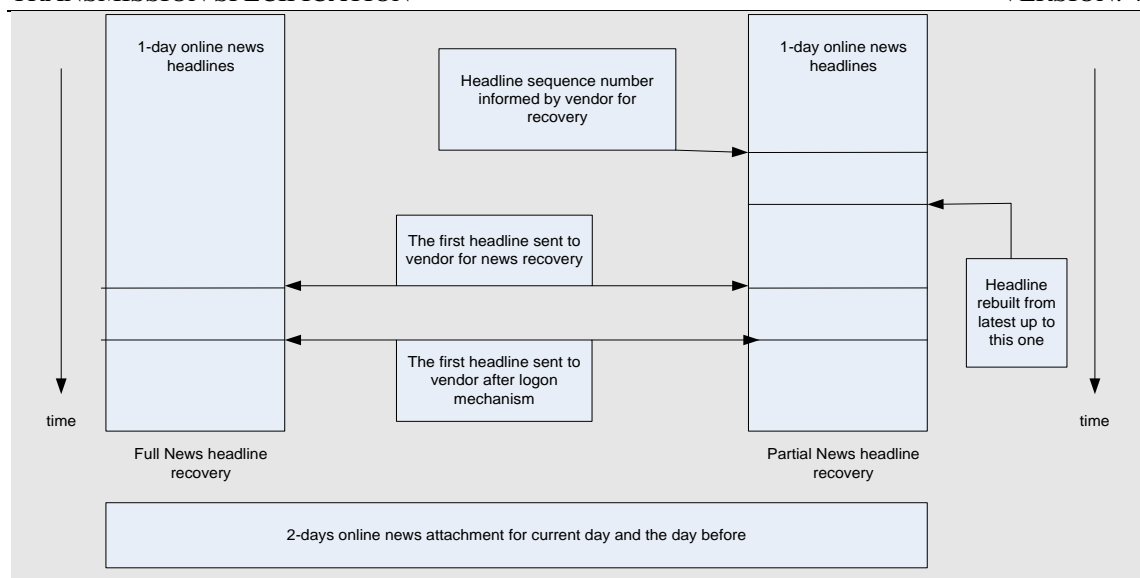 TRANSMISSION SPECIFICATION
VERSION:
1-day online news
headlines
Headline sequence number
informed by vendor for
recovery
1-day online news
headlines
The first headline sent to
vendor for news recovery
Headline
rebuilt from
latest up to
this one
The first headline sent to
vendor after logon
mechanism
time
time
Full News headline
recovery
Partial News headline
recovery
2-days online news attachment for current day and the day before